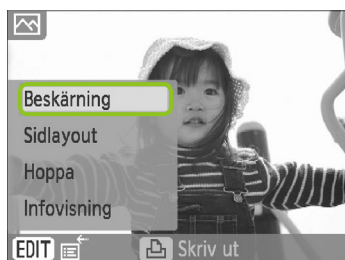 Beskärning
Sidlayout
Hoppa
Infovisning
EDIT Skriv ut